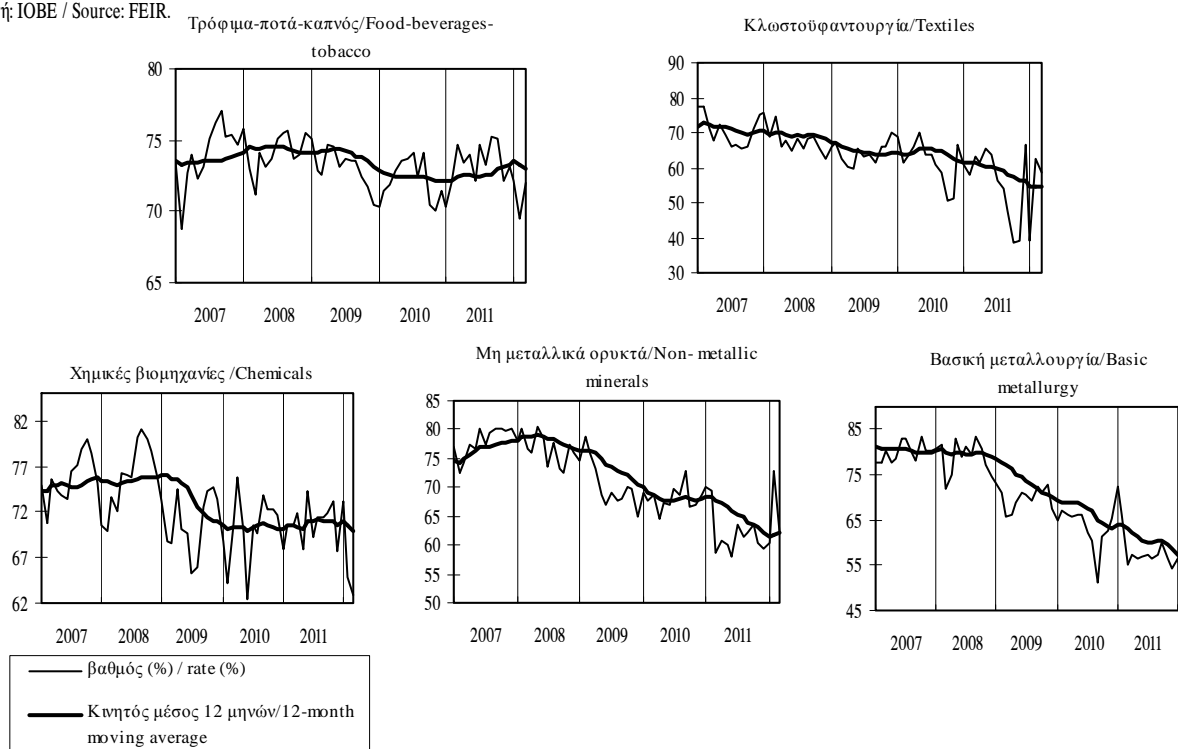 ή: ΙΟΒΕ / Source: FEIR.
Τρόφιμα-ποτά-καπνός/Food-beverages-
tobacco
80
75
70
65
2007 2008 2009 2010 2011
Κλωστοϋφαντουργία/Textiles
90
80
70
60
50
40
30
2007 2008 2009 2010 2011
Χημικές βιομηχανίες /Chemicals
82
77
72
67
62
2007 2008 2009 2010 2011
Μη μεταλλικά ορυκτά/Non- metallic
minerals
85
80
75
70
65
60
55
50
2007 2008 2009 2010 2011
Βασική μεταλλουργία/Basic
metallurgy
85
75
65
55
45
2007 2008 2009 2010 2011
βαθμός (%) / rate (%)
Κινητός μέσος 12 μηνών/12-month
moving average